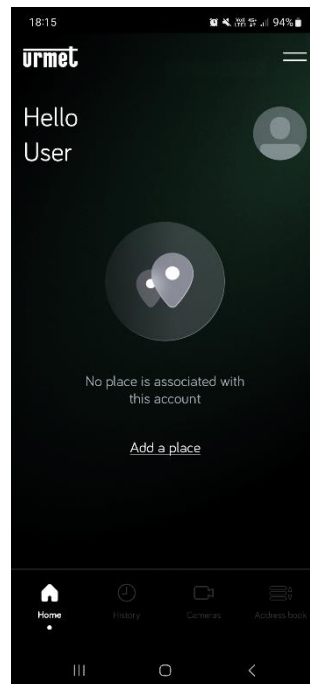 18:15
94%
urmet
Hello
User
No place is associated with
this account
Add a place
Home
History
Cameras
Address book